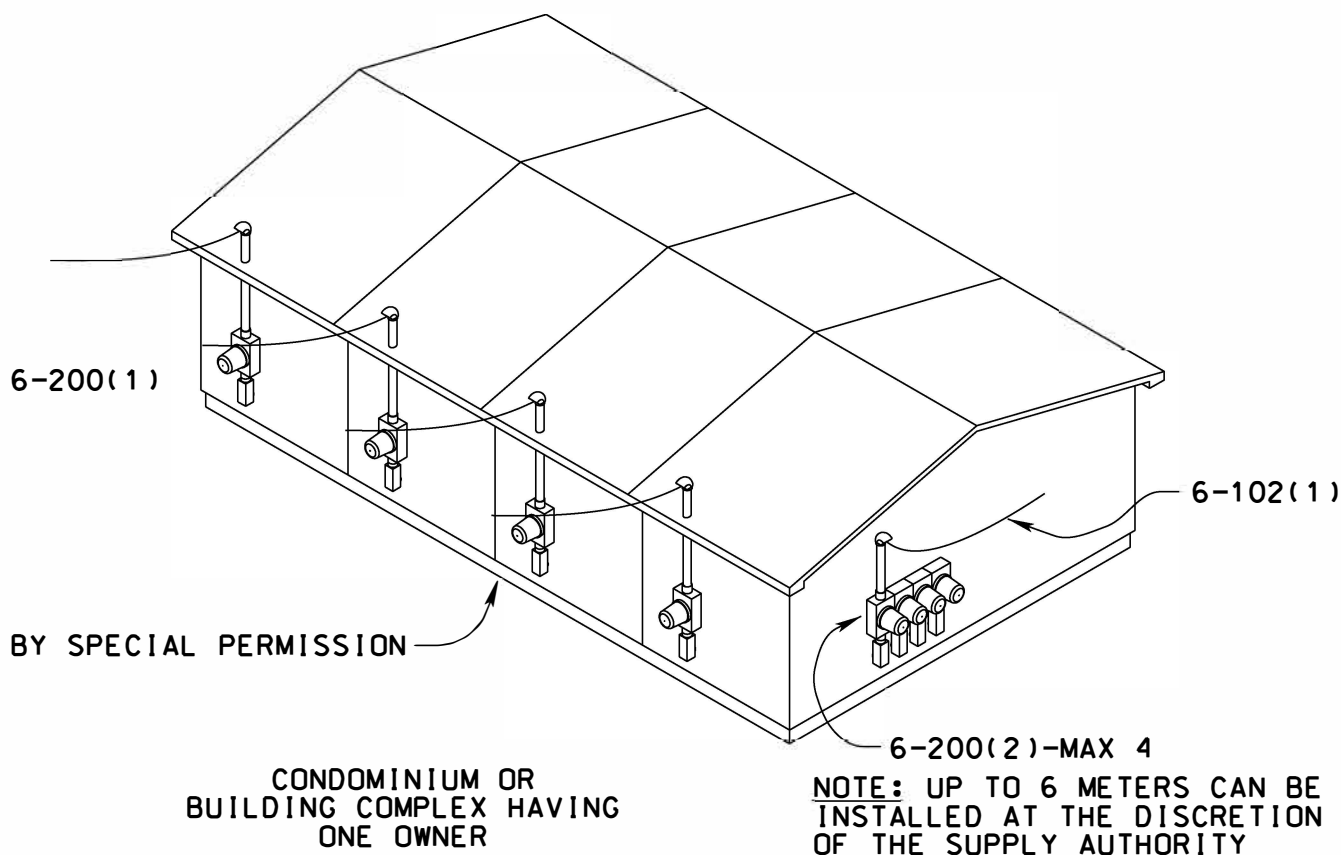 6-200(1)
6-102(1)
BY SPECIAL PERMISSION
6-200(2)-MAX 4
CONDOMINIUM OR
BUILDING COMPLEX HAVING
ONE OWNER
NOTE: UP TO 6 METERS CAN BE
INSTALLED AT THE DISCRETION
OF THE SUPPLY AUTHORITY